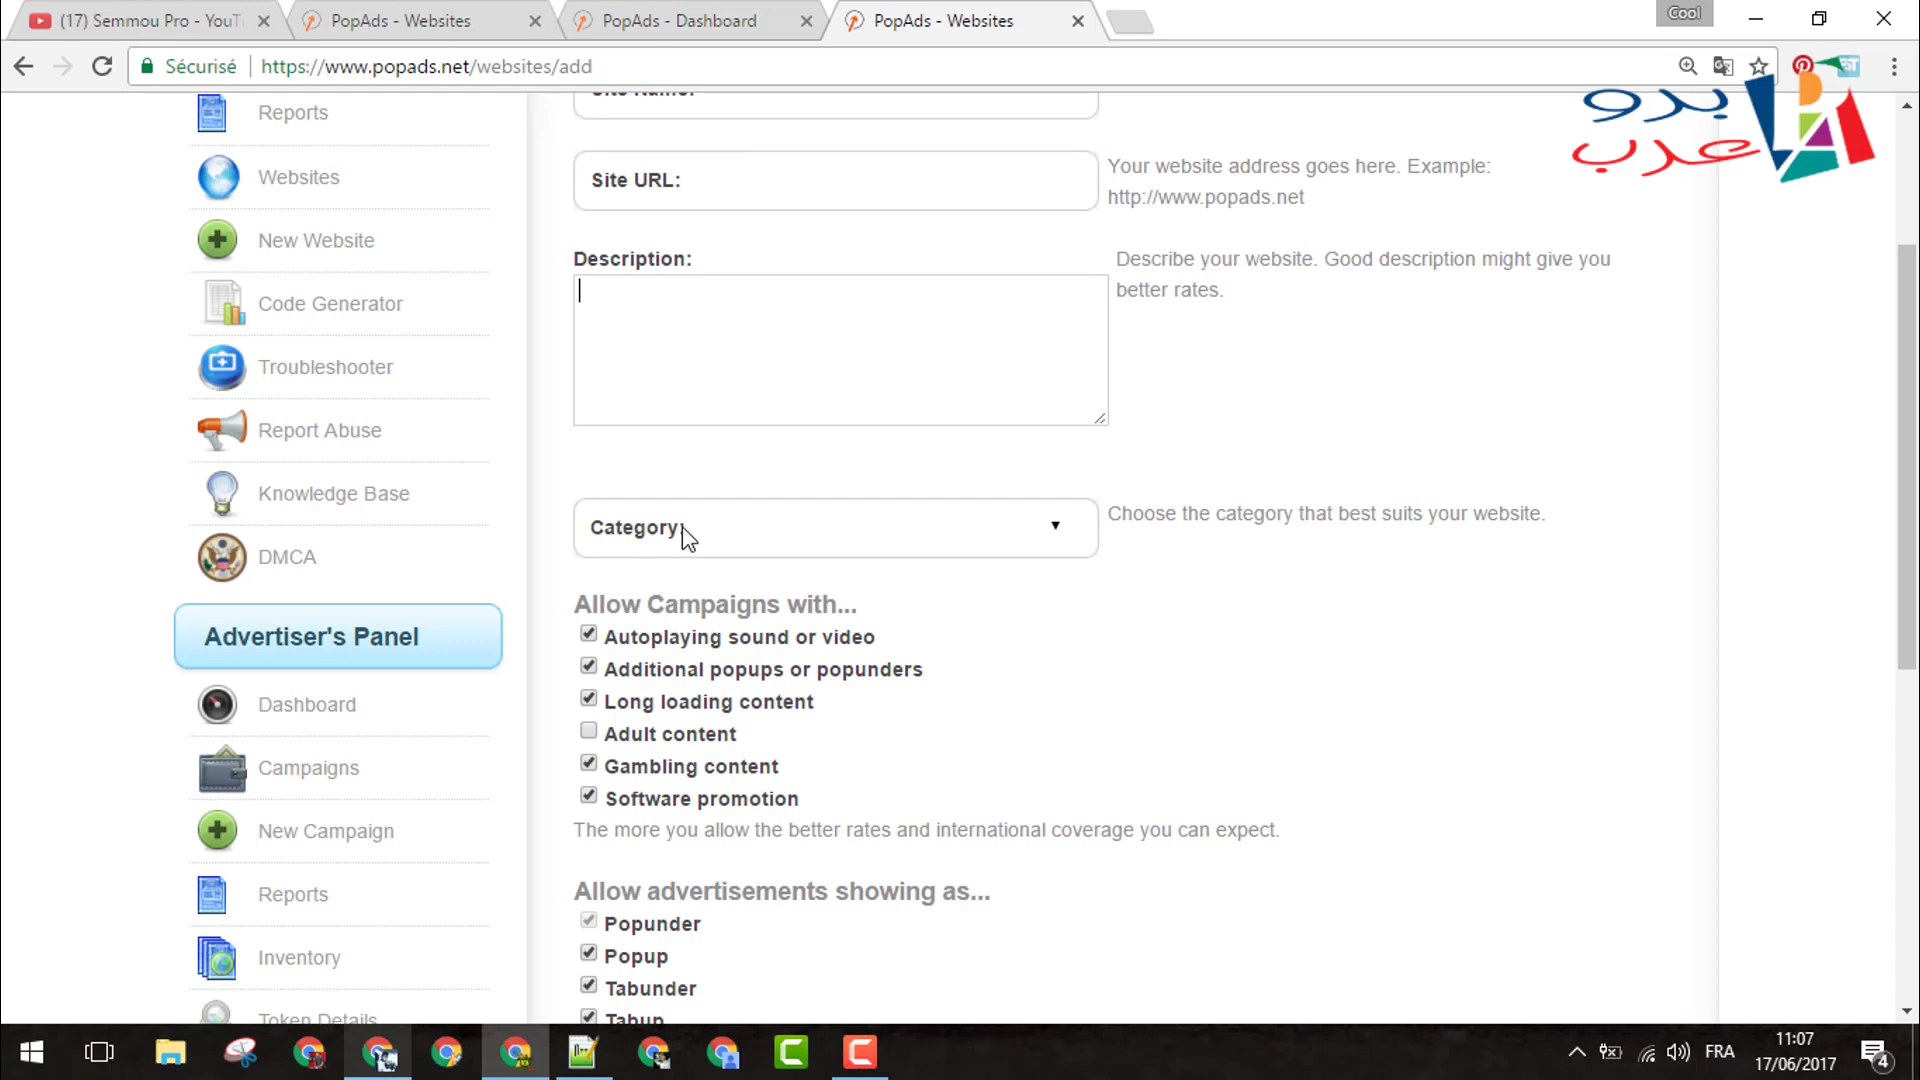 (17) Semmou Pro - YouT
PopAds - Websites
PopAds - Dashboard
PopAds - Websites
Cool
Sécurisé
https://www.popads.net/websites/add
بدو
عرب
Reports
Websites
New Website
Code Generator
Troubleshooter
Report Abuse
Knowledge Base
DMCA
Advertiser's Panel
Dashboard
Campaigns
New Campaign
Reports
Inventory
Token Details
Site Name:
Site URL:
Your website address goes here. Example:
http://www.popads.net
Description:
Describe your website. Good description might give you
better rates.
Category:
Choose the category that best suits your website.
Allow Campaigns with...
Autoplaying sound or video
Additional popups or popunders
Long loading content
Adult content
Gambling content
Software promotion
The more you allow the better rates and international coverage you can expect.
Allow advertisements showing as...
Popunder
Popup
Tabunder
Tabup
FRA
11:07
17/06/2017
4